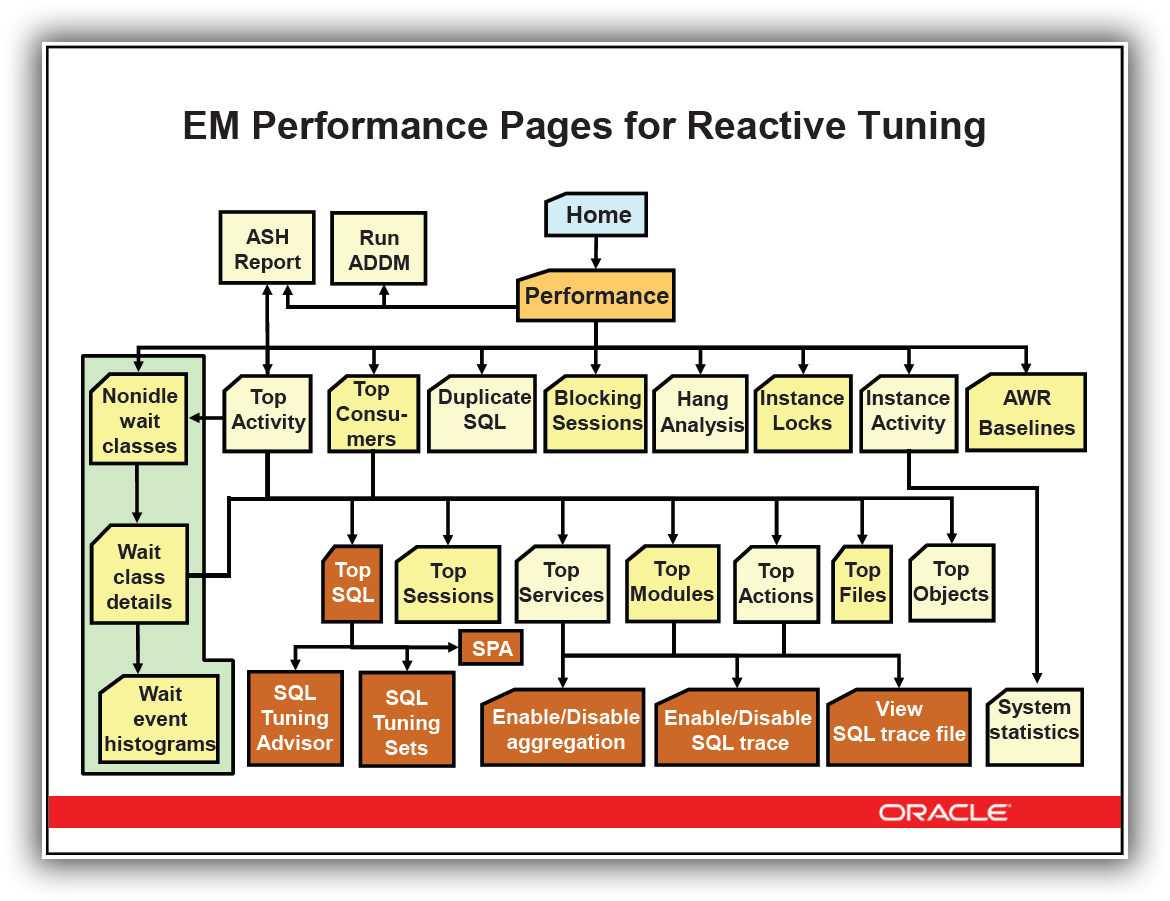 EM Performance Pages for Reactive Tuning
Home
ASH
Report
Run
ADDM
Performance
Nonidle
wait
classes
Top
Activity
Top
Consu-
mers
Duplicate
SQL
Blocking
Sessions
Hang
Analysis
Instance
Locks
Instance
Activity
AWR
Baselines
Wait
class
details
Top
SQL
Top
Sessions
Top
Services
Top
Modules
Top
Actions
Top
Files
Top
Objects
SPA
Wait
event
histograms
SQL
Tuning
Advisor
SQL
Tuning
Sets
Enable/Disable
aggregation
Enable/Disable
SQL trace
View
SQL trace file
System
statistics
ORACLE